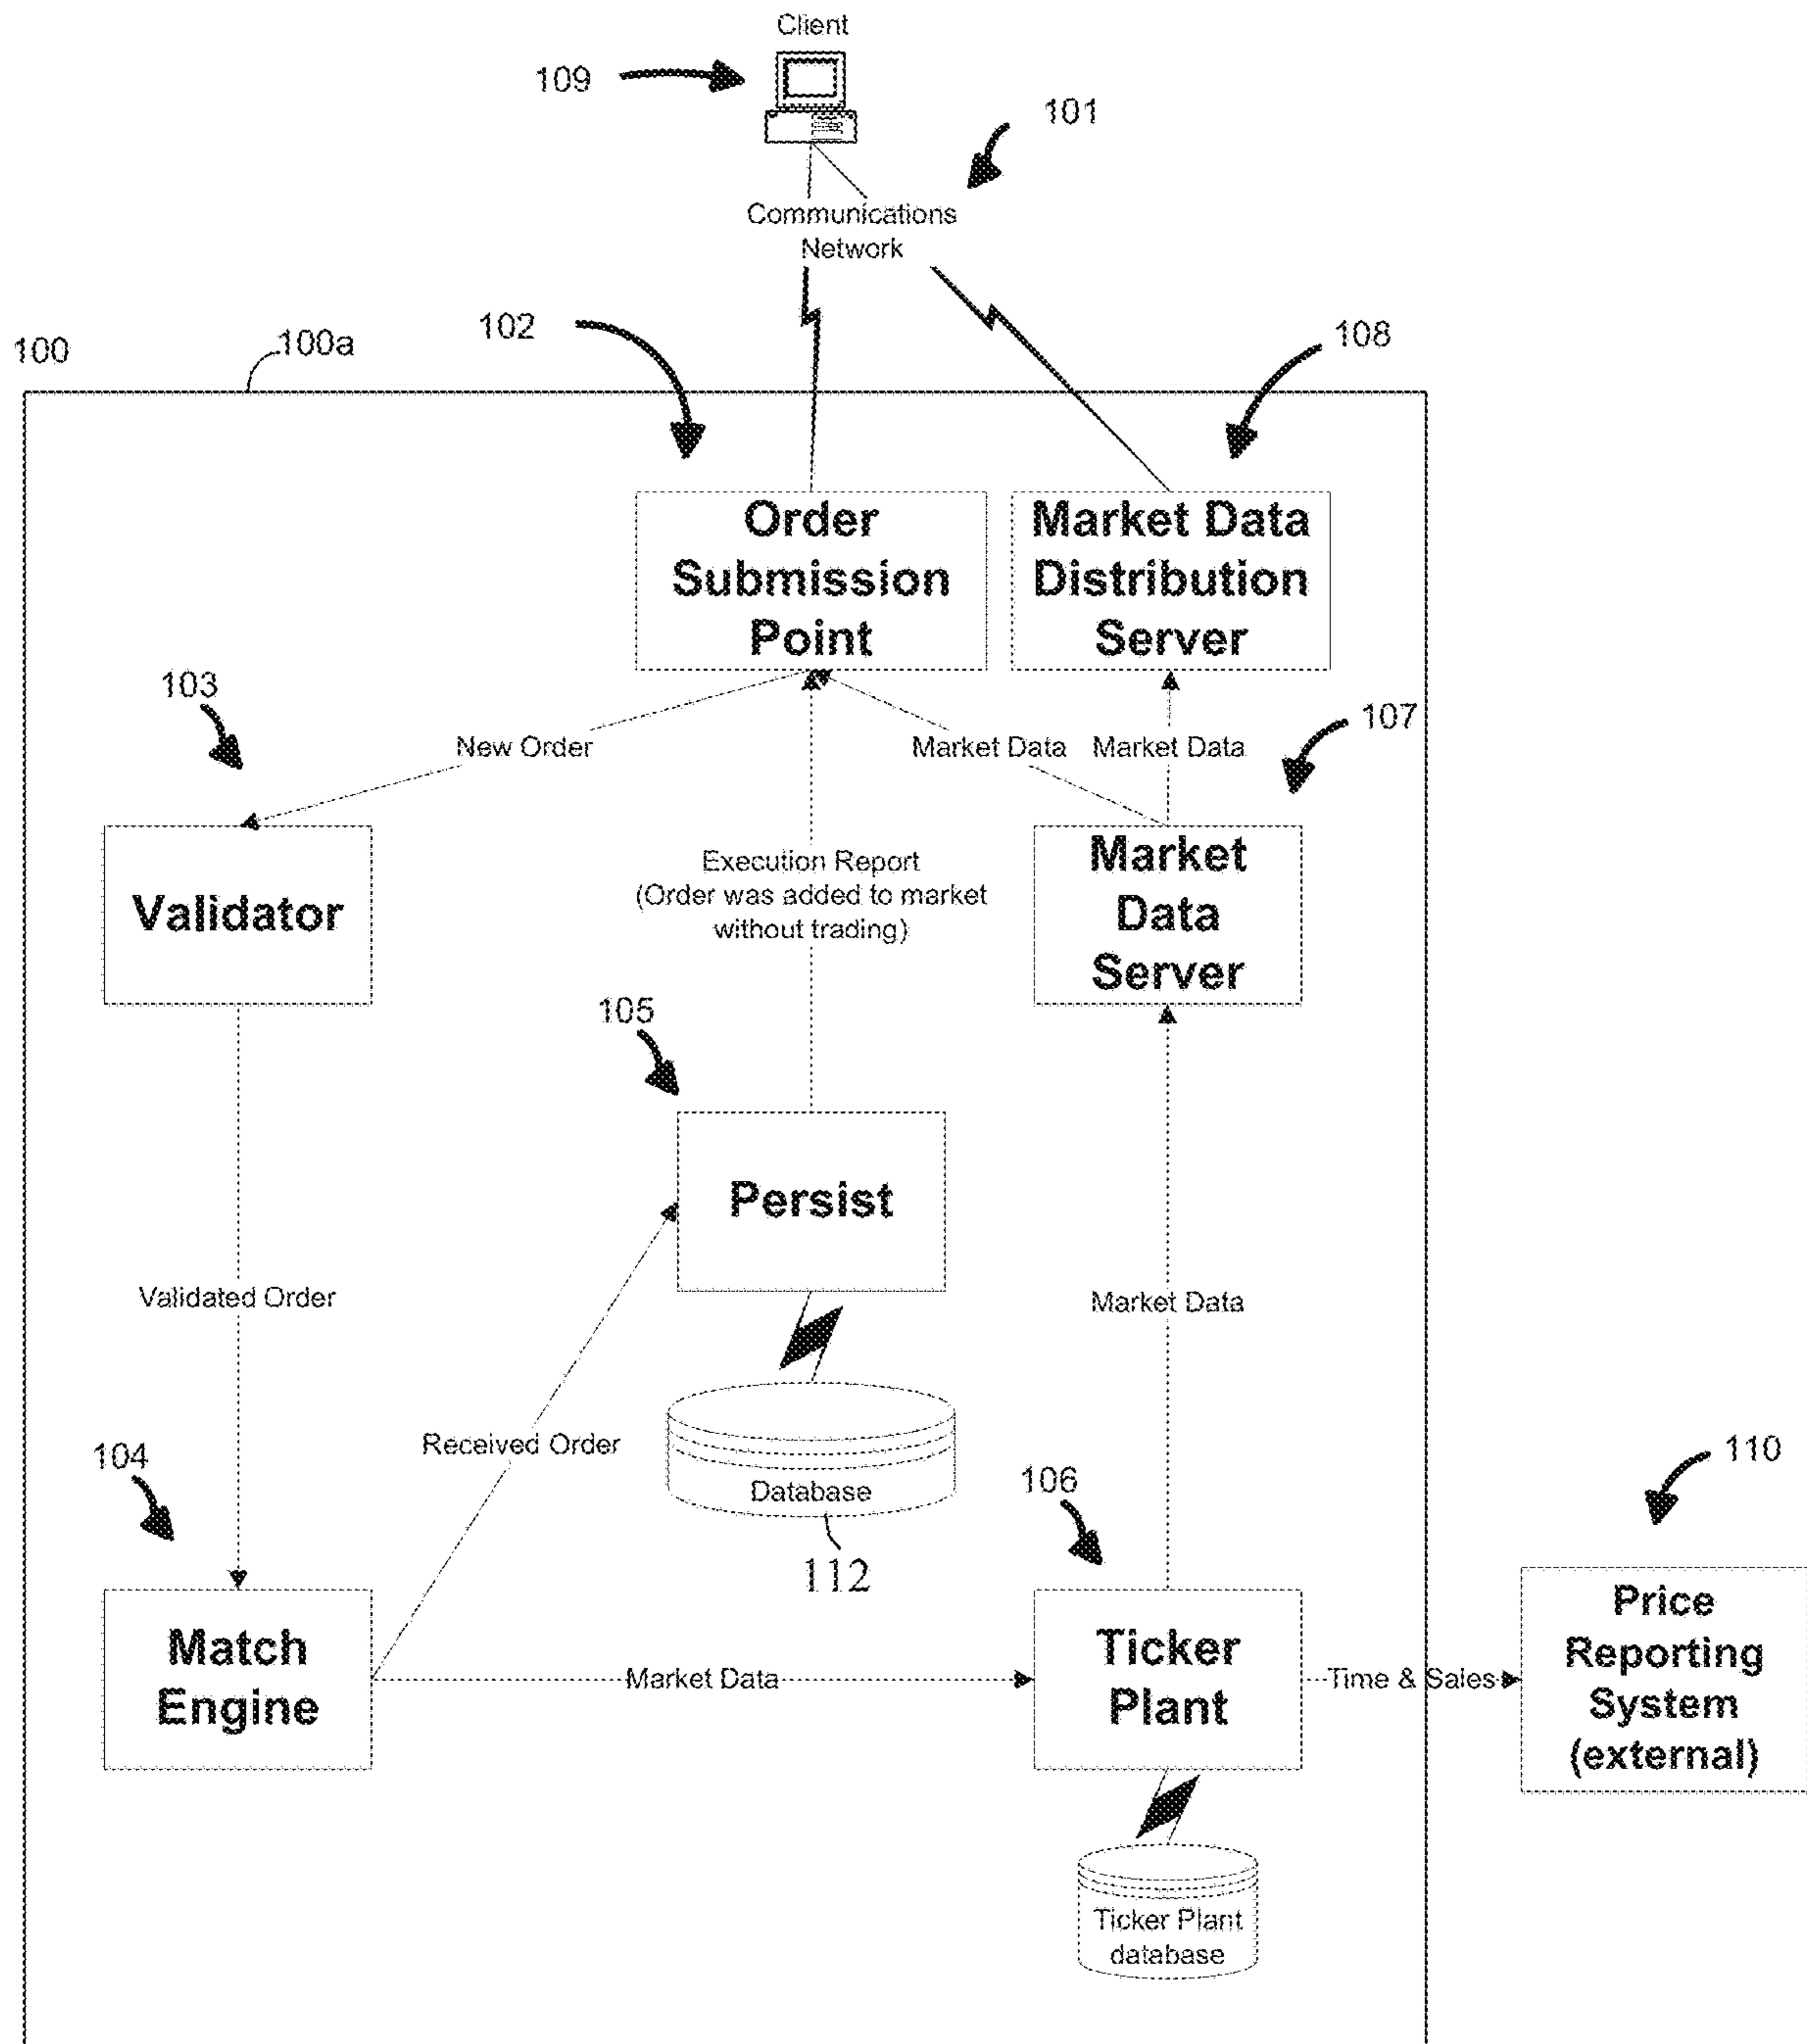 Client
109
101
Communications
Network
102
108
100
100a
Order
Submission
Point
Market Data
Distribution
Server
103
107
New Order
Market Data
Market Data
Validator
Execution Report
(Order was added to market
without trading)
Market
Data
Server
105
Persist
Validated Order
Market Data
Received Order
104
Database
106
110
112
Match
Engine
Market Data
Ticker
Plant
Time & Sales
Price
Reporting
System
(external)
Ticker Plant
database